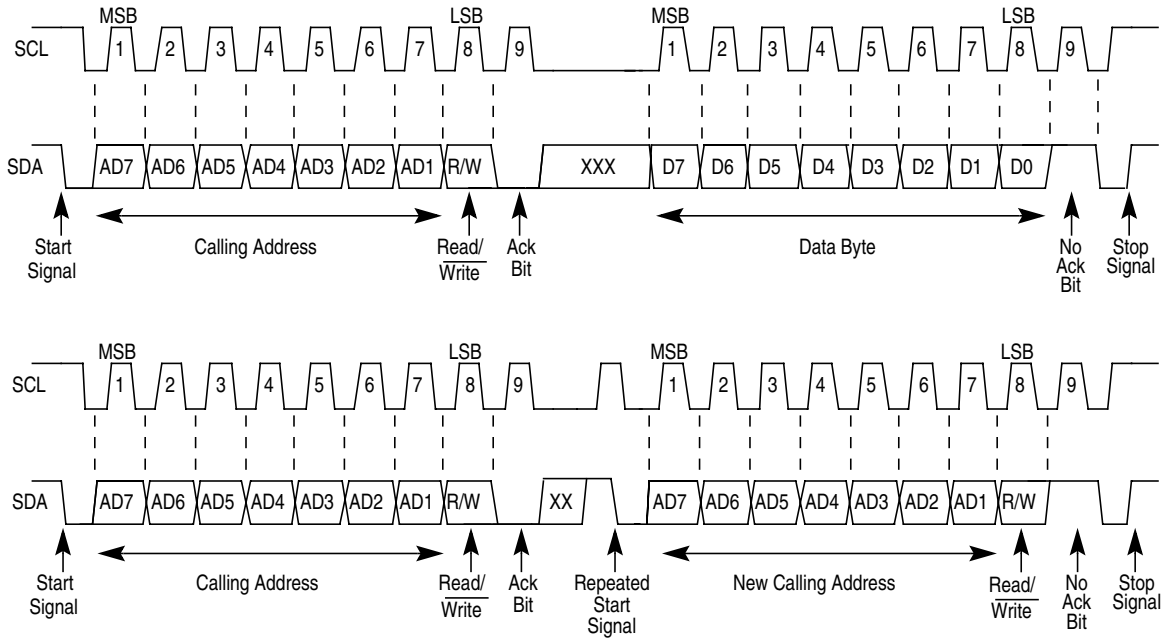 MSB LSB MSB LSB
SCL 1 2 3 4 5 6 7 8 9 1 2 3 4 5 6 7 8 9
SDA AD7 AD6 AD5 AD4 AD3 AD2 AD1 R/W XXX D7 D6 D5 D4 D3 D2 D1 D0
Start Signal
Calling Address
Read/ Write
Ack Bit
Data Byte
No Ack Bit
Stop Signal
MSB LSB MSB LSB
SCL 1 2 3 4 5 6 7 8 9 1 2 3 4 5 6 7 8 9
SDA AD7 AD6 AD5 AD4 AD3 AD2 AD1 R/W XX AD7 AD6 AD5 AD4 AD3 AD2 AD1 R/W
Start Signal
Calling Address
Read/ Write
Ack Bit
Repeated Start Signal
New Calling Address
Read/ Write
No Ack Bit
Stop Signal